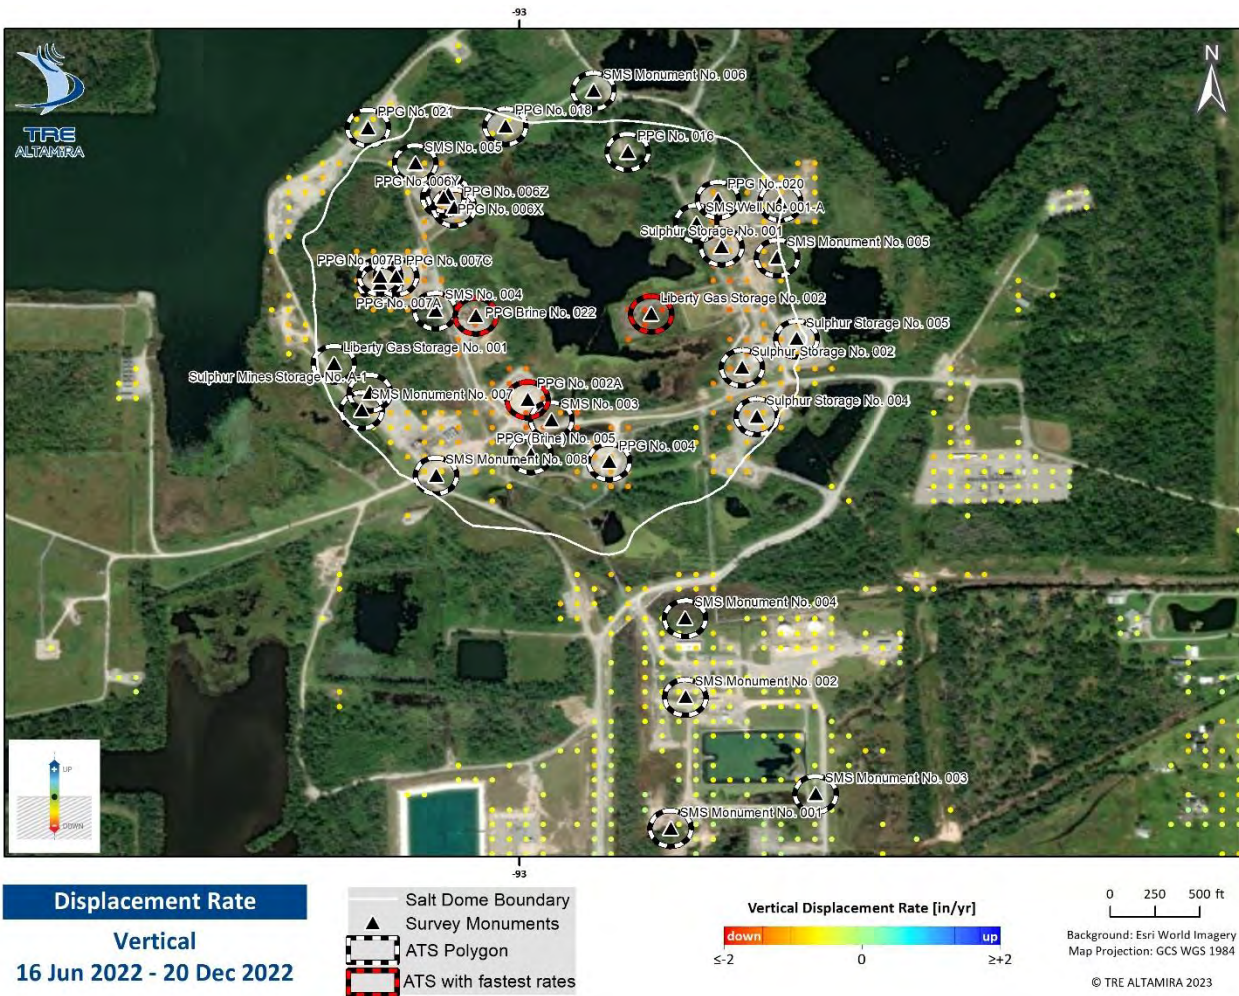 -93
N
TRE
ALTAMIRA
SMS Monument No. 006
PPG No. 021
PPG No. 018
PPG No. 016
SMS No. 005
PPG No. 006Y
PPG No. 006Z
PPG No. 006X
PPG No. 020
SMS Well No. 001-A
Sulphur Storage No. 001
SMS Monument No. 005
PPG No. 007B
PPG No. 007C
PPG No. 007A
SMS No. 004
PPG Brine No. 022
Liberty Gas Storage No. 002
Sulphur Storage No. 005
Liberty Gas Storage No. 001
Sulphur Storage No. 002
Sulphur Mines Storage No. A-1
SMS Monument No. 007
PPG No. 002A
SMS No. 003
Sulphur Storage No. 004
PPG (Brine) No. 005
PPG No. 004
SMS Monument No. 008
SMS Monument No. 004
SMS Monument No. 002
SMS Monument No. 003
SMS Monument No. 001
+ UP
- DOWN
-93
Displacement Rate
Vertical
16 Jun 2022 - 20 Dec 2022
Salt Dome Boundary
Survey Monuments
ATS Polygon
ATS with fastest rates
Vertical Displacement Rate [in/yr]
down
up
≤-2
0
≥+2
0 250 500 ft
Background: Esri World Imagery
Map Projection: GCS WGS 1984
© TRE ALTAMIRA 2023